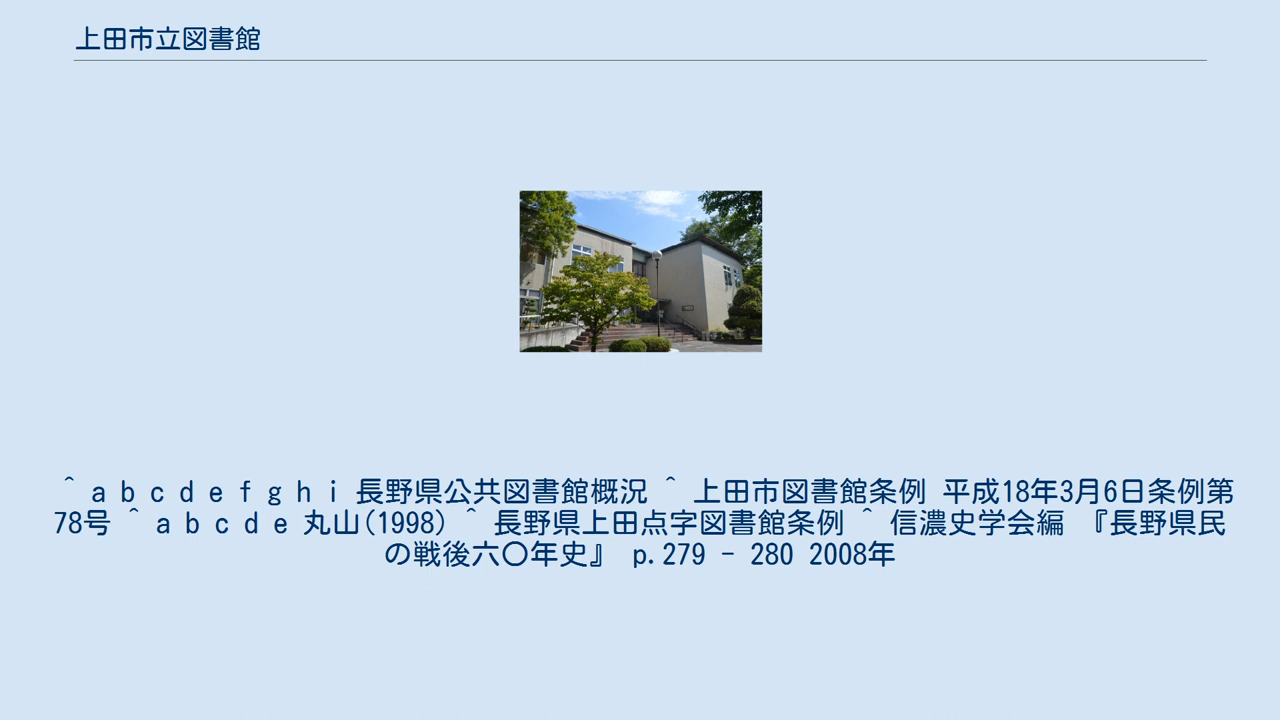 上田市立図書館
^ a b c d e f g h i 長野県公共図書館概況 ^ 上田市図書館条例 平成18年3月6日条例第
78号 ^ a b c d e 丸山(1998) ^ 長野県上田点字図書館条例 ^ 信濃史学会編 『長野県民
の戦後六〇年史』 p.279 - 280 2008年